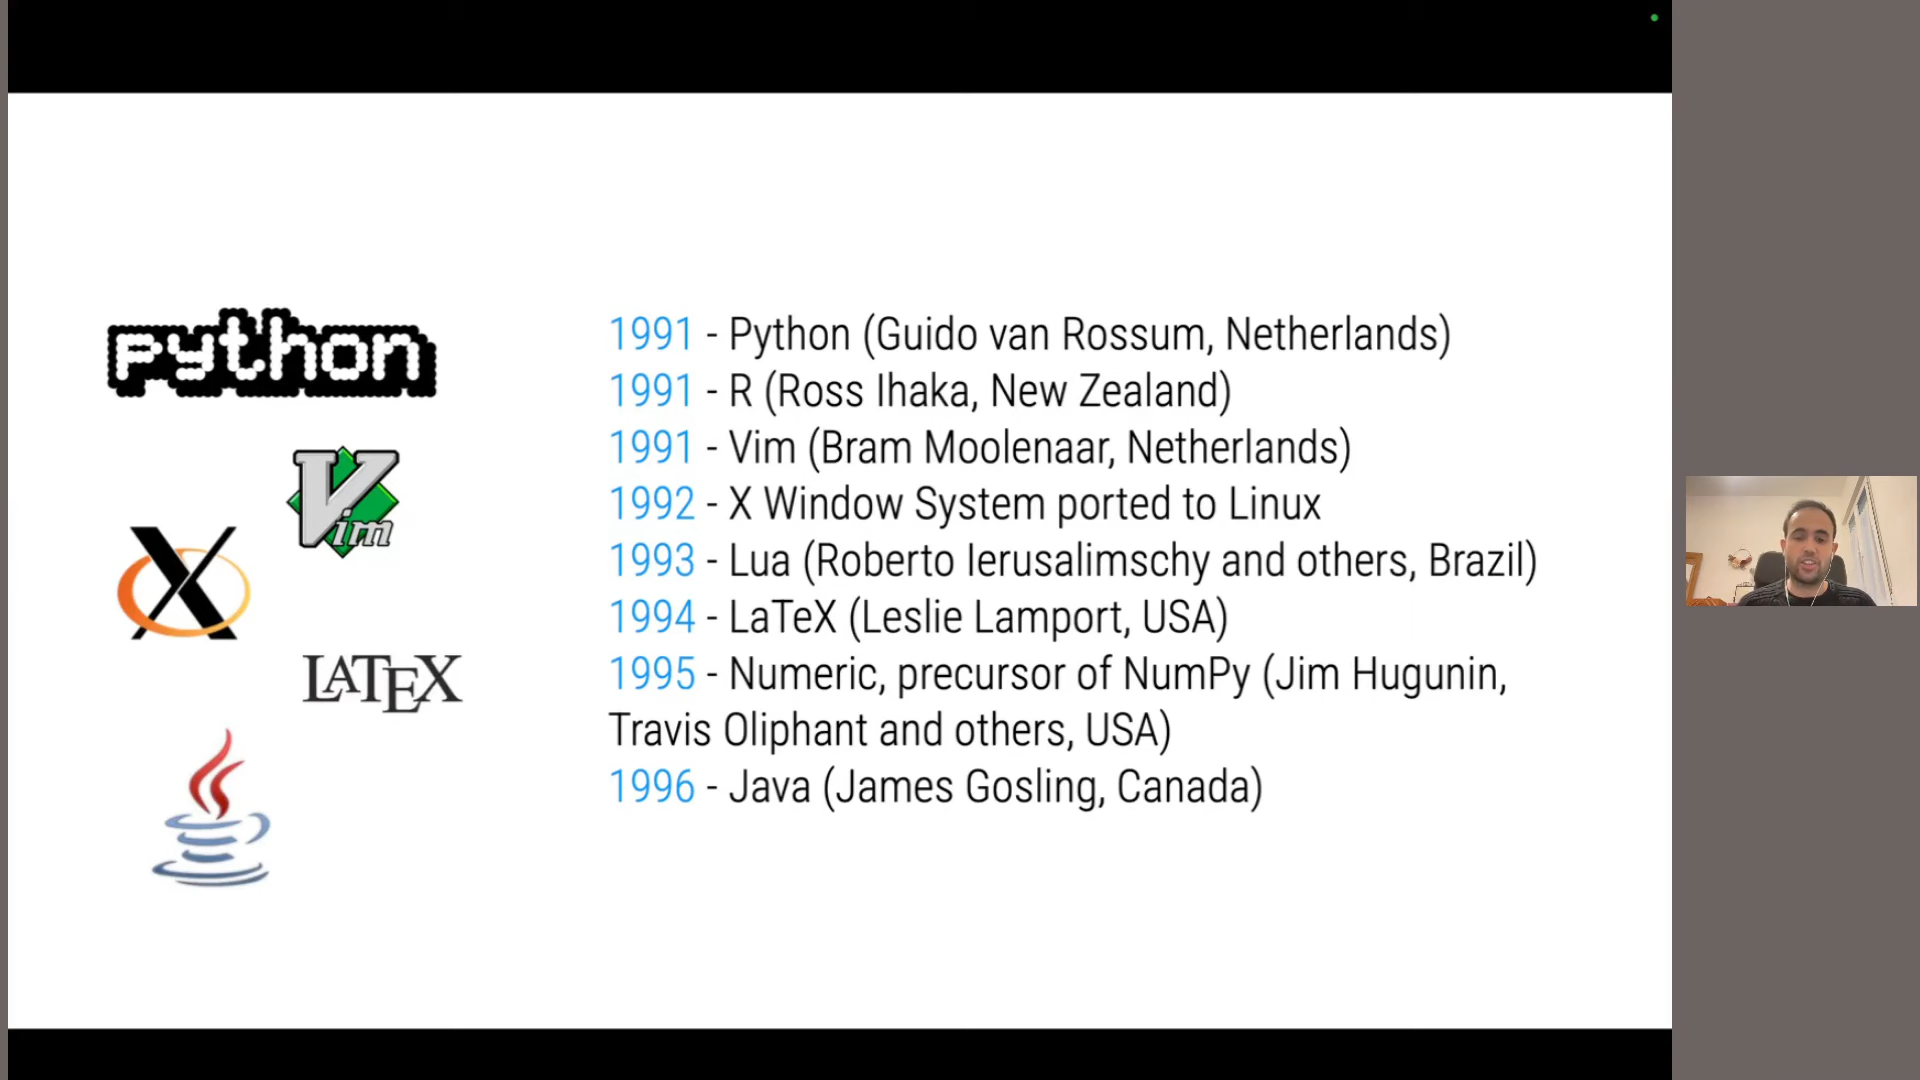 python
Vim
X
LATEX
1991 - Python (Guido van Rossum, Netherlands)
1991 - R (Ross Ihaka, New Zealand)
1991 - Vim (Bram Moolenaar, Netherlands)
1992 - X Window System ported to Linux
1993 - Lua (Roberto Ierusalimschy and others, Brazil)
1994 - LaTeX (Leslie Lamport, USA)
1995 - Numeric, precursor of NumPy (Jim Hugunin,
Travis Oliphant and others, USA)
1996 - Java (James Gosling, Canada)